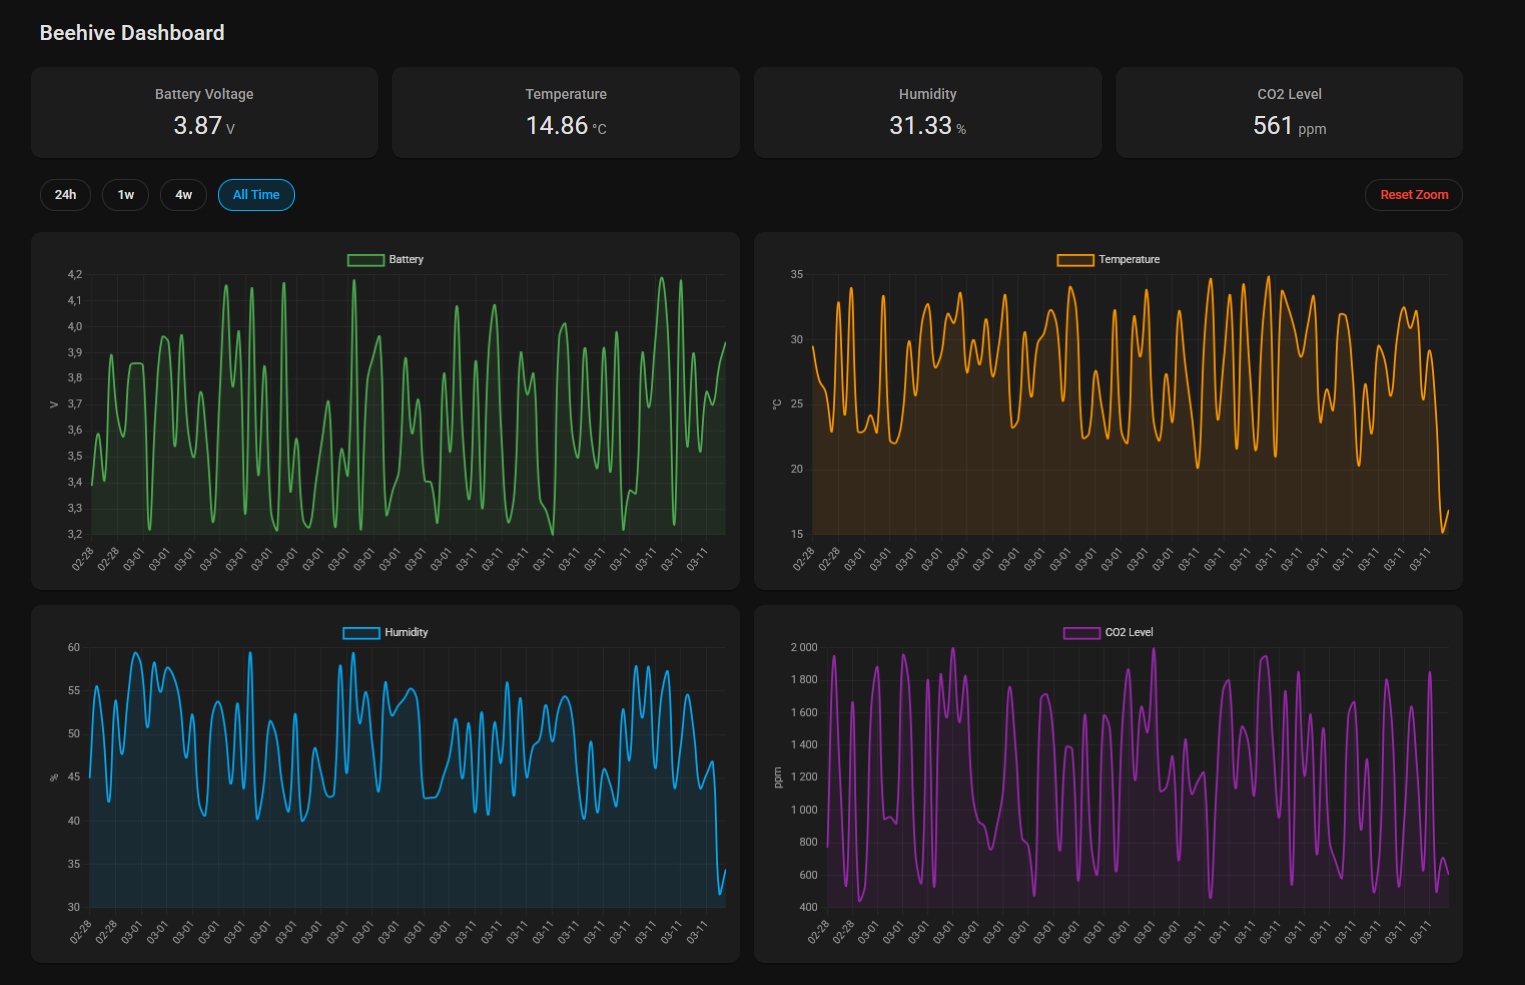 Beehive Dashboard
Battery Voltage
3.87 V
Temperature
14.86 °C
Humidity
31.33 %
CO2 Level
561 ppm
24h 1w 4w All Time
Reset Zoom
Battery
4,2
4,1
4,0
3,9
3,8
3,7
3,6
3,5
3,4
3,3
3,2
V
02-28 02-28 03-01 03-01 03-01 03-01 03-01 03-01 03-01 03-01 03-01 03-01 03-01 03-01 03-01 03-11 03-11 03-11 03-11 03-11 03-11 03-11 03-11 03-11 03-11
Temperature
35
30
25
20
15
°C
02-28 02-28 03-01 03-01 03-01 03-01 03-01 03-01 03-01 03-01 03-01 03-01 03-01 03-01 03-01 03-11 03-11 03-11 03-11 03-11 03-11 03-11 03-11 03-11 03-11
Humidity
60
55
50
45
40
35
30
%
02-28 02-28 03-01 03-01 03-01 03-01 03-01 03-01 03-01 03-01 03-01 03-01 03-01 03-01 03-01 03-11 03-11 03-11 03-11 03-11 03-11 03-11 03-11 03-11 03-11
CO2 Level
2 000
1 800
1 600
1 400
1 200
1 000
800
600
400
ppm
02-28 02-28 03-01 03-01 03-01 03-01 03-01 03-01 03-01 03-01 03-01 03-01 03-01 03-01 03-01 03-11 03-11 03-11 03-11 03-11 03-11 03-11 03-11 03-11 03-11